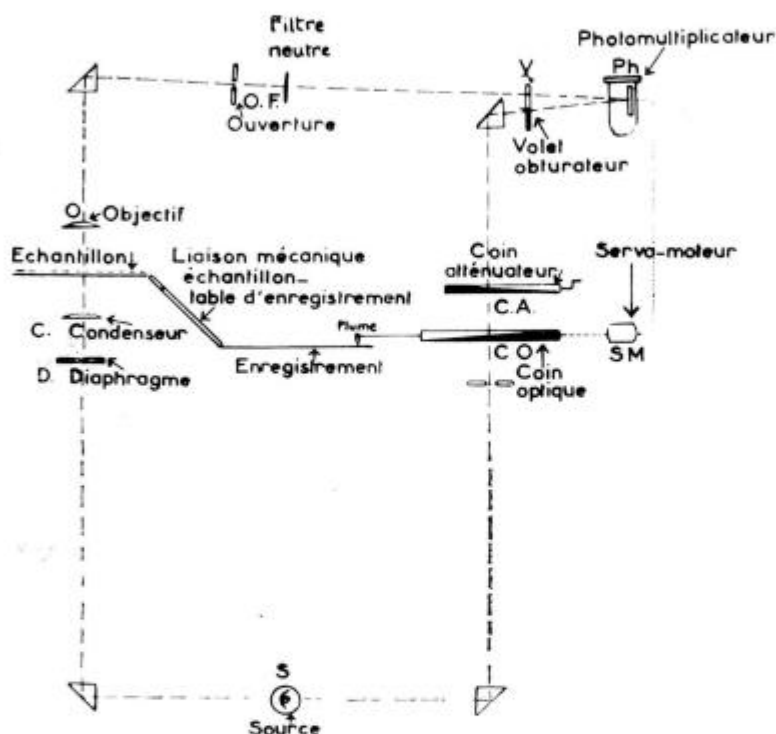 Filtre
neutre
Photomultiplicateur
V.
Ph
O.F.
Ouverture
Volet
obturateur
O.
Objectif
Echantillon
Liaison mécanique
échantillon_
table d'enregistrement
Coin
atténuateur
Servo-moteur
C.A.
C. Condenseur
Plume
Enregistrement
C O
SM
D. Diaphragme
Coin
optique
S
Source